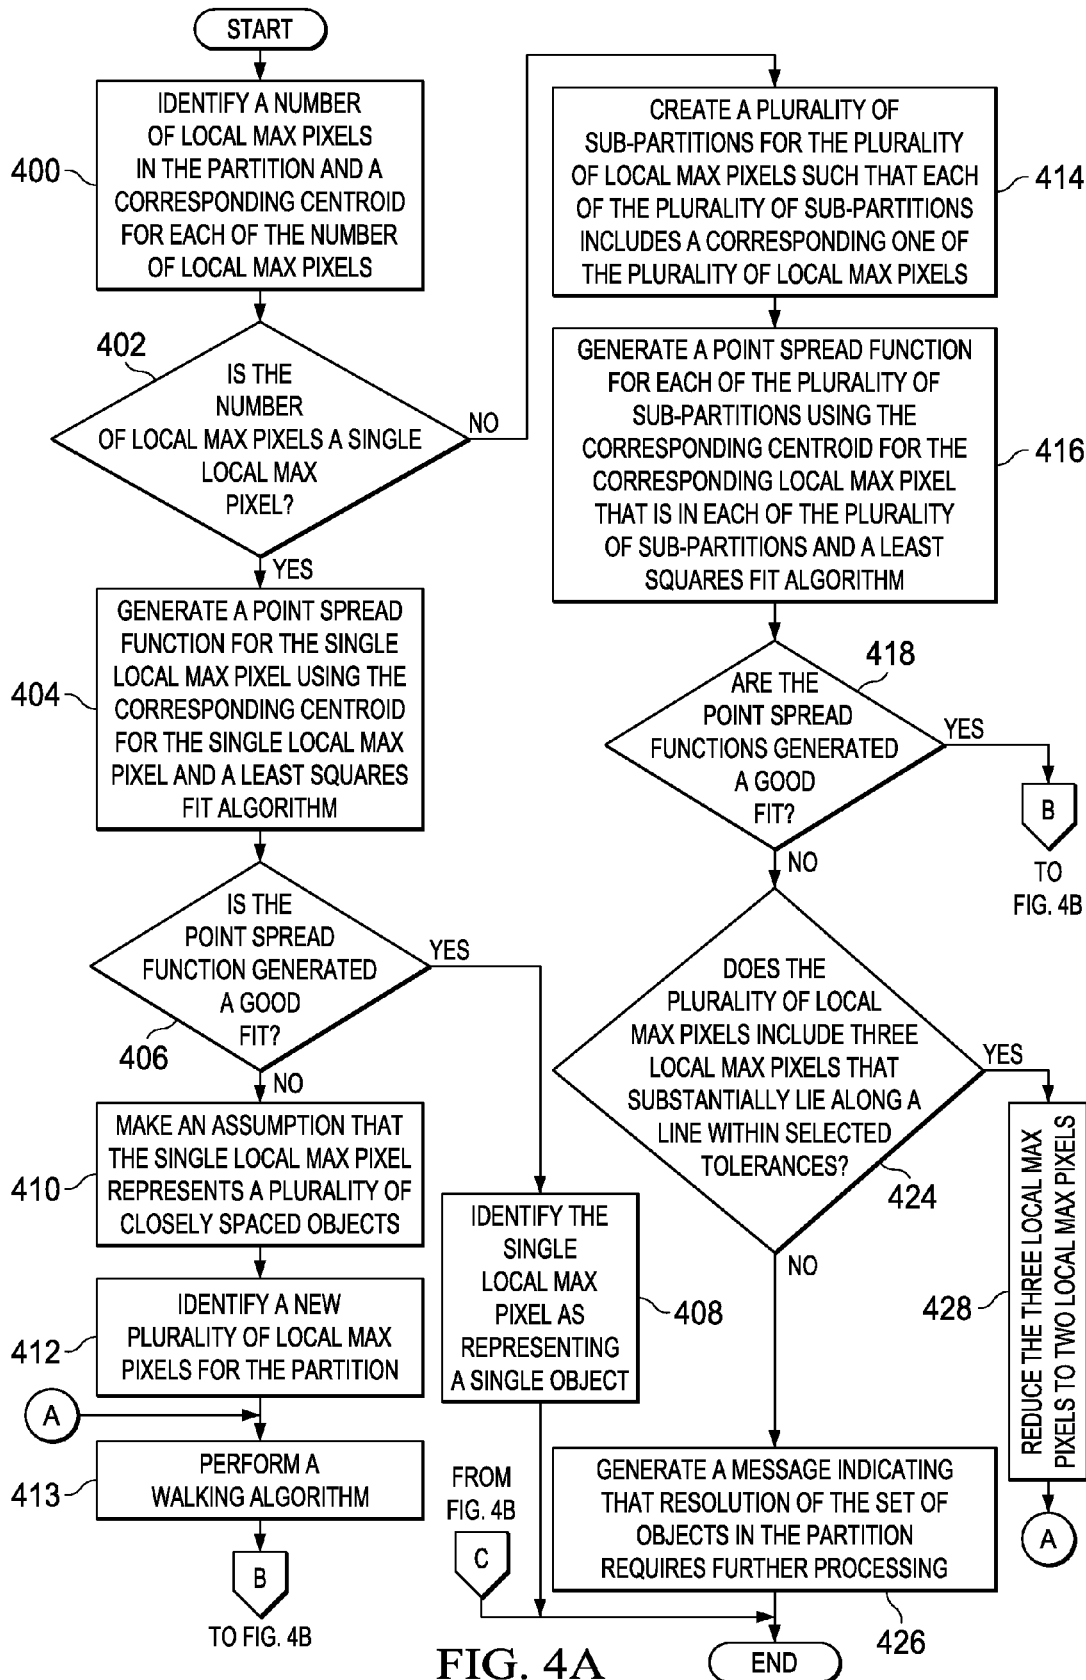 START
IDENTIFY A NUMBER
OF LOCAL MAX PIXELS
IN THE PARTITION AND A
CORRESPONDING CENTROID
FOR EACH OF THE NUMBER
OF LOCAL MAX PIXELS
400
402
IS THE
NUMBER
OF LOCAL MAX PIXELS A SINGLE
LOCAL MAX
PIXEL?
NO
YES
GENERATE A POINT SPREAD
FUNCTION FOR THE SINGLE
LOCAL MAX PIXEL USING THE
CORRESPONDING CENTROID
FOR THE SINGLE LOCAL MAX
PIXEL AND A LEAST SQUARES
FIT ALGORITHM
404
IS THE
POINT SPREAD
FUNCTION GENERATED
A GOOD
FIT?
406
YES
NO
MAKE AN ASSUMPTION THAT
THE SINGLE LOCAL MAX PIXEL
REPRESENTS A PLURALITY OF
CLOSELY SPACED OBJECTS
410
IDENTIFY A NEW
PLURALITY OF LOCAL MAX
PIXELS FOR THE PARTITION
412
A
PERFORM A
WALKING ALGORITHM
413
B
TO FIG. 4B
IDENTIFY THE
SINGLE
LOCAL MAX
PIXEL AS
REPRESENTING
A SINGLE OBJECT
408
FROM
FIG. 4B
C
CREATE A PLURALITY OF
SUB-PARTITIONS FOR THE PLURALITY
OF LOCAL MAX PIXELS SUCH THAT EACH
OF THE PLURALITY OF SUB-PARTITIONS
INCLUDES A CORRESPONDING ONE OF
THE PLURALITY OF LOCAL MAX PIXELS
414
GENERATE A POINT SPREAD FUNCTION
FOR EACH OF THE PLURALITY OF
SUB-PARTITIONS USING THE
CORRESPONDING CENTROID FOR THE
CORRESPONDING LOCAL MAX PIXEL
THAT IS IN EACH OF THE PLURALITY
OF SUB-PARTITIONS AND A LEAST
SQUARES FIT ALGORITHM
416
418
ARE THE
POINT SPREAD
FUNCTIONS GENERATED
A GOOD
FIT?
YES
B
TO
FIG. 4B
NO
DOES THE
PLURALITY OF LOCAL
MAX PIXELS INCLUDE THREE
LOCAL MAX PIXELS THAT
SUBSTANTIALLY LIE ALONG A
LINE WITHIN SELECTED
TOLERANCES?
424
YES
REDUCE THE THREE LOCAL MAX
PIXELS TO TWO LOCAL MAX PIXELS
428
A
NO
GENERATE A MESSAGE INDICATING
THAT RESOLUTION OF THE SET OF
OBJECTS IN THE PARTITION
REQUIRES FURTHER PROCESSING
426
END
FIG. 4A